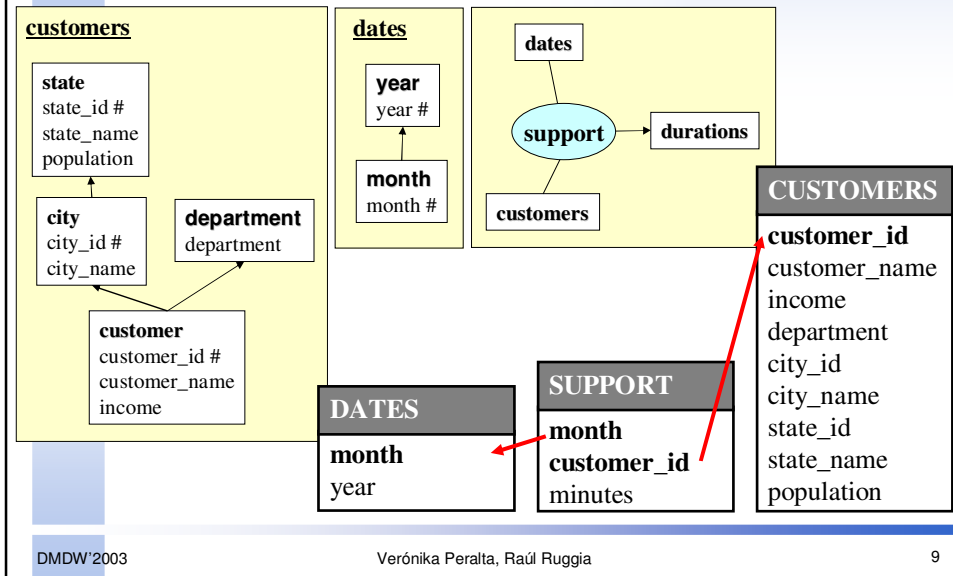 customers
state
state_id #
state_name
population
city
city_id #
city_name
department
department
customer
customer_id #
customer_name
income
dates
year
year #
month
month #
dates
support
durations
customers
DATES
month
year
SUPPORT
month
customer_id
minutes
CUSTOMERS
customer_id
customer_name
income
department
city_id
city_name
state_id
state_name
population
DMDW'2003
Verónika Peralta, Raúl Ruggia
9